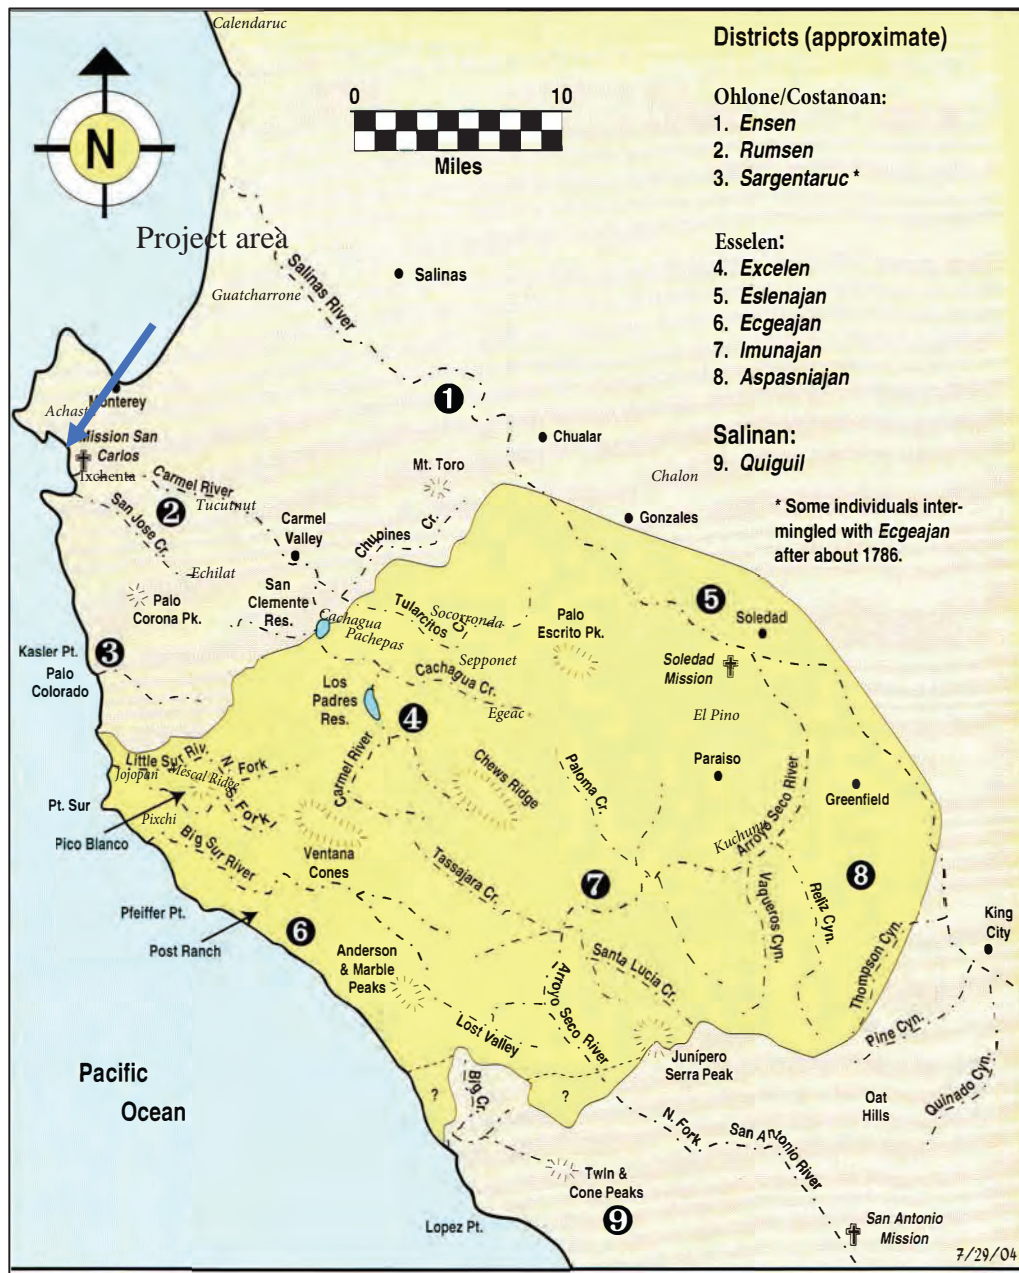 Calendaruc
Districts (approximate)
Ohlone/Costanoan:
1. Ensen
2. Rumsen
3. Sargentaruc *
Esselen:
4. Excelen
5. Eslenajan
6. Ecgeajan
7. Imunajan
8. Aspasniajan
Salinan:
9. Quiguil
* Some individuals inter-
mingled with Ecgeajan
after about 1786.
N
0 10
Miles
Project area
Salinas River
Salinas
Guatcharrone
1
Monterey
Achasta
Mission San
Carlos
Ixchenta
Carmel River
2
Tucutnut
San Jose Cr.
Echilat
Carmel
Valley
Mt. Toro
Chupines Cr.
Chualar
Chalon
Gonzales
Palo
Corona Pk.
San
Clemente
Res.
Cachagua
Pachepas
Tularcitos Cr.
Socorronda
Sepponet
Palo
Escrito Pk.
5
Soledad
Soledad
Mission
Kasler Pt.
Palo
Colorado
3
Los
Padres
Res.
Cachagua Cr.
Egeac
4
El Pino
Paraiso
Greenfield
Little Sur Riv.
N. Fork
Jojopan
Mescal Ridge
S. Fork
Pt. Sur
Pixchi
Pico Blanco
Carmel River
Chews Ridge
Paloma Cr.
Arroyo Seco River
Big Sur River
Ventana
Cones
Tassajara Cr.
7
Vaqueros Cyn.
Reliz Cyn.
8
Pfeiffer Pt.
Post Ranch
6
Anderson
& Marble
Peaks
Santa Lucia Cr.
Arroyo Seco River
Lost Valley
Thompson Cyn.
King
City
Pine Cyn.
Quinado Cyn.
Junípero
Serra Peak
Oat
Hills
Pacific
Ocean
?
Big Cr.
?
N. Fork
San Antonio River
Twin &
Cone Peaks
9
Lopez Pt.
San Antonio
Mission
7/29/04